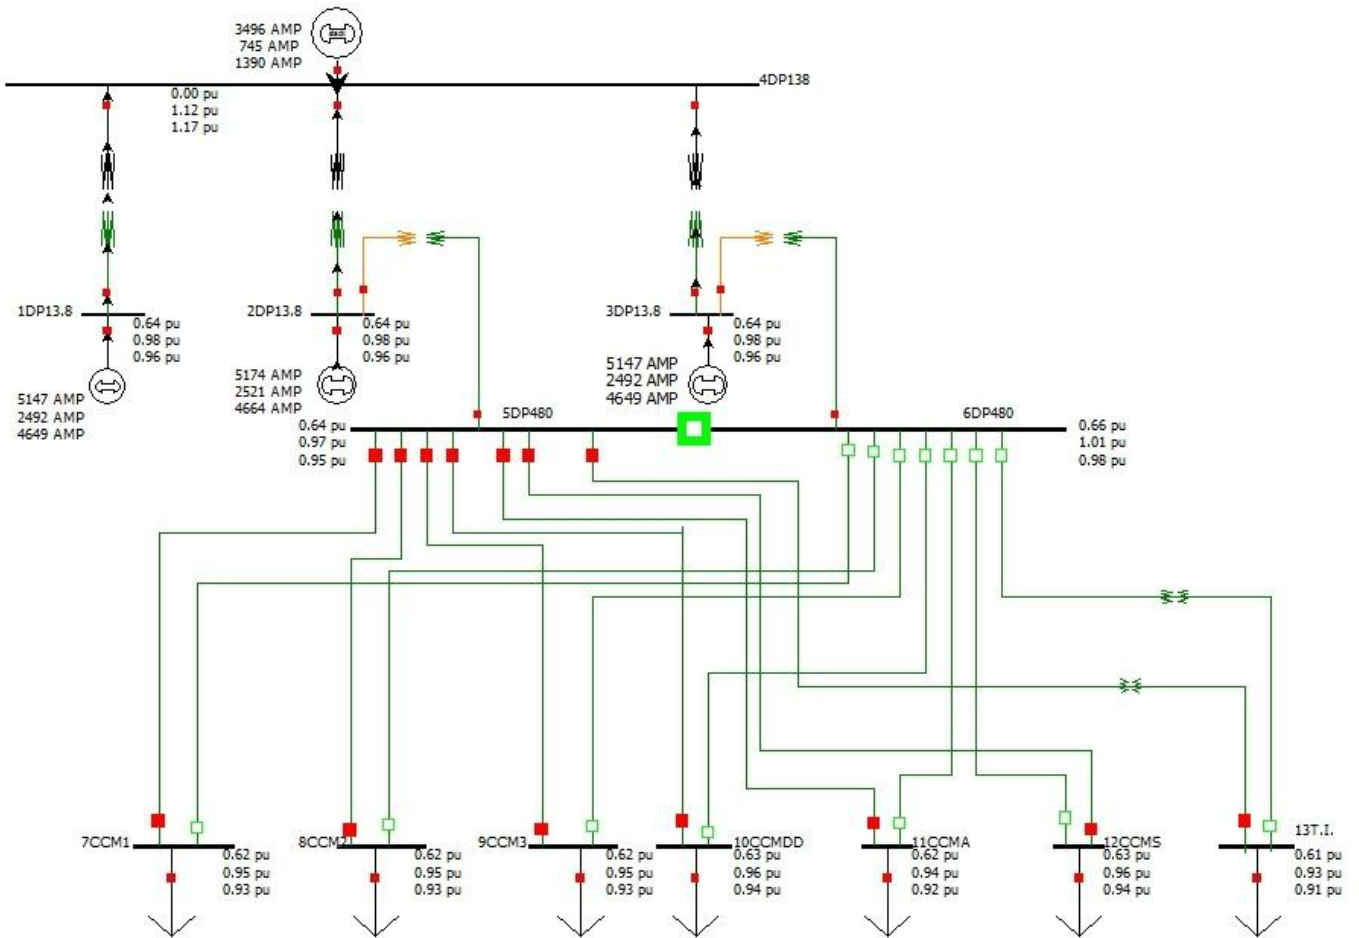 3496 AMP
745 AMP
1390 AMP
4DP138
0.00 pu
1.12 pu
1.17 pu
1DP13.8
0.64 pu
0.98 pu
0.96 pu
5147 AMP
2492 AMP
4649 AMP
2DP13.8
0.64 pu
0.98 pu
0.96 pu
5174 AMP
2521 AMP
4664 AMP
3DP13.8
0.64 pu
0.98 pu
0.96 pu
5147 AMP
2492 AMP
4649 AMP
5DP480
0.64 pu
0.97 pu
0.95 pu
6DP480
0.66 pu
1.01 pu
0.98 pu
7CCM1
0.62 pu
0.95 pu
0.93 pu
8CCM2
0.62 pu
0.95 pu
0.93 pu
9CCM3
0.62 pu
0.95 pu
0.93 pu
10CCMDD
0.63 pu
0.96 pu
0.94 pu
11CCMA
0.62 pu
0.94 pu
0.92 pu
12CCMS
0.63 pu
0.96 pu
0.94 pu
13T.I.
0.61 pu
0.93 pu
0.91 pu